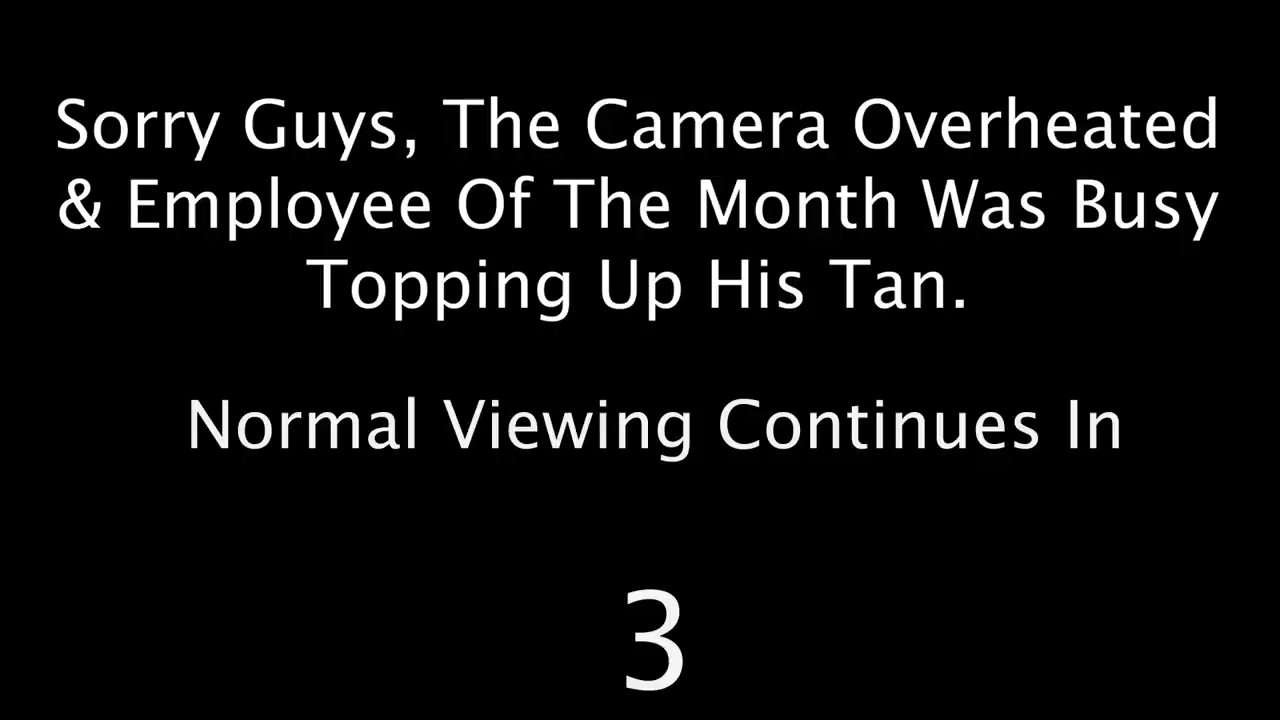 Sorry Guys, The Camera Overheated
& Employee Of The Month Was Busy
Topping Up His Tan.
Normal Viewing Continues In
3